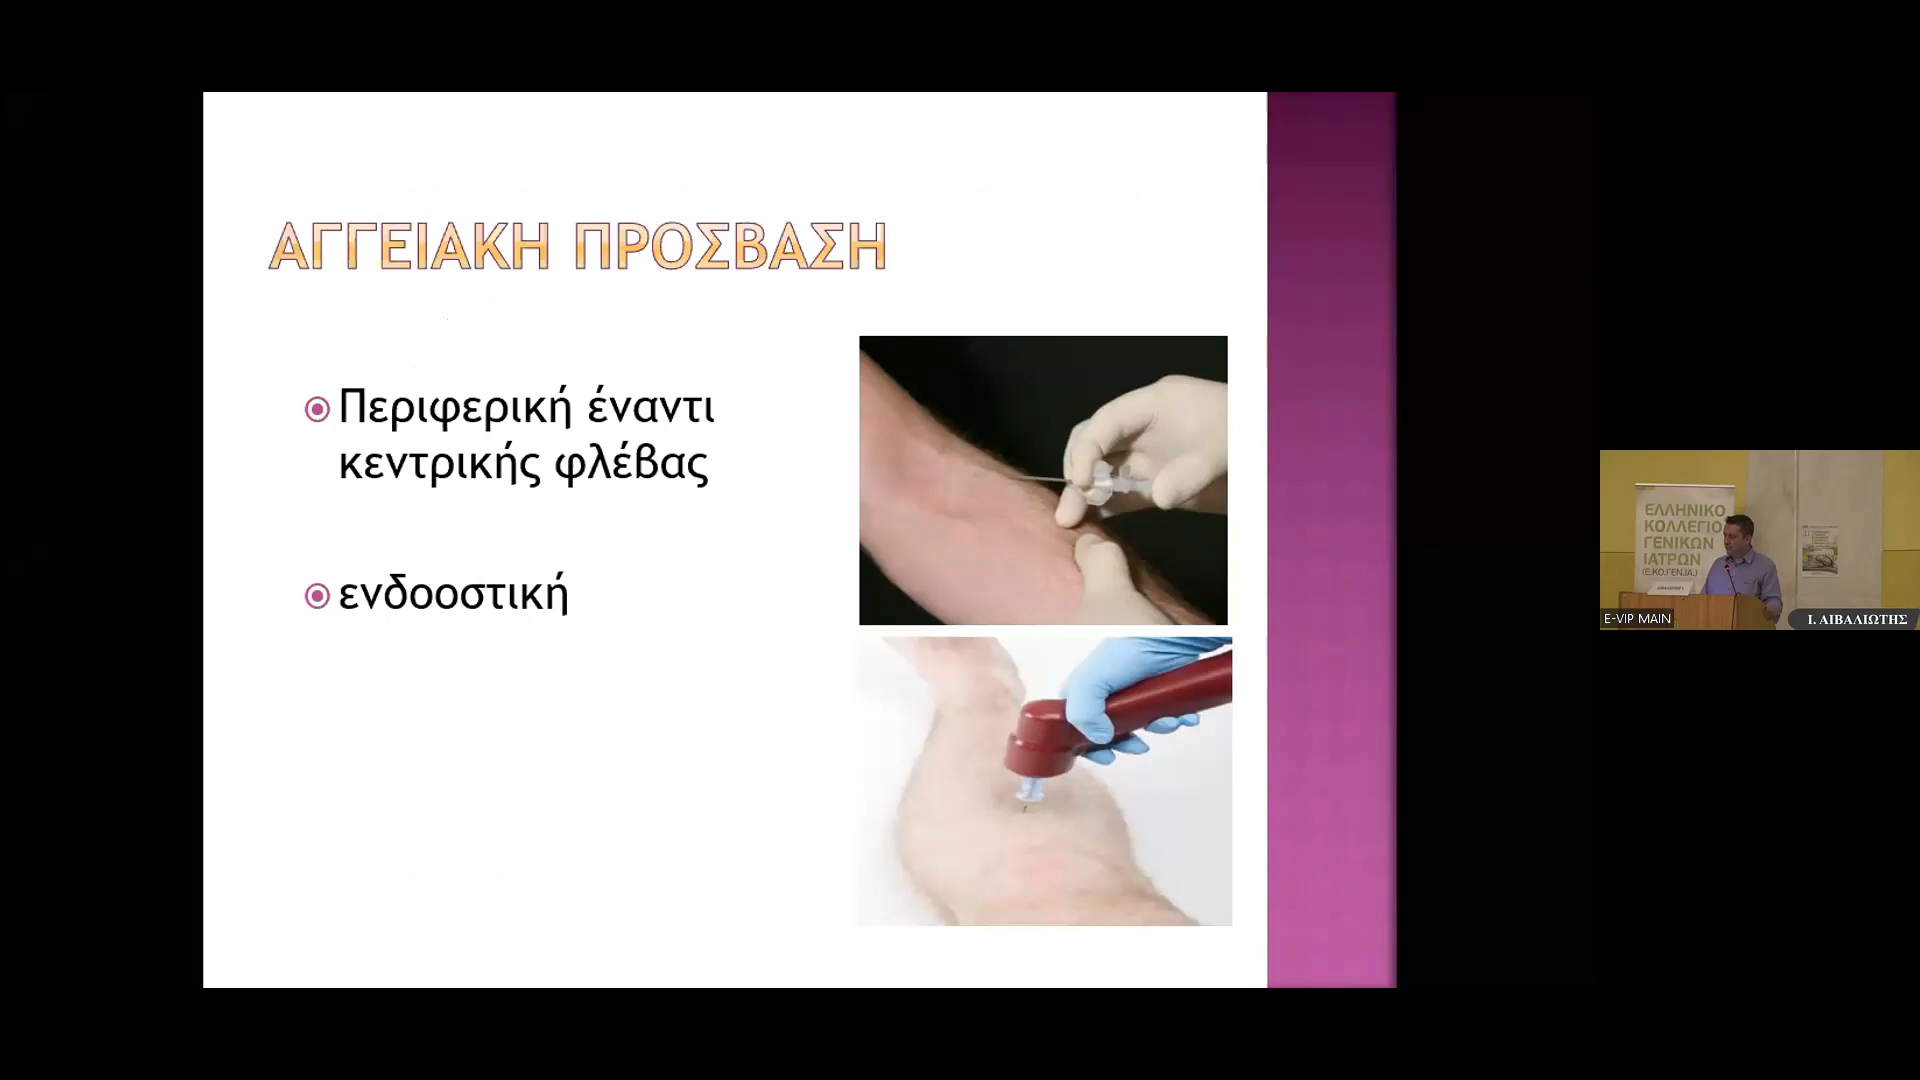 ΑΓΓΕΙΑΚΗ ΠΡΟΣΒΑΣΗ
Περιφερική έναντι
κεντρικής φλέβας
ενδοοστική
ΕΛΛΗΝΙΚΟ
ΚΟΛΛΕΓΙΟ
ΓΕΝΙΚΩΝ
ΙΑΤΡΩΝ
(Ε.ΚΟ.ΓΕΝ.ΙΑ.)
E-VIP MAIN
Ι. ΑΙΒΑΛΙΩΤΗΣ